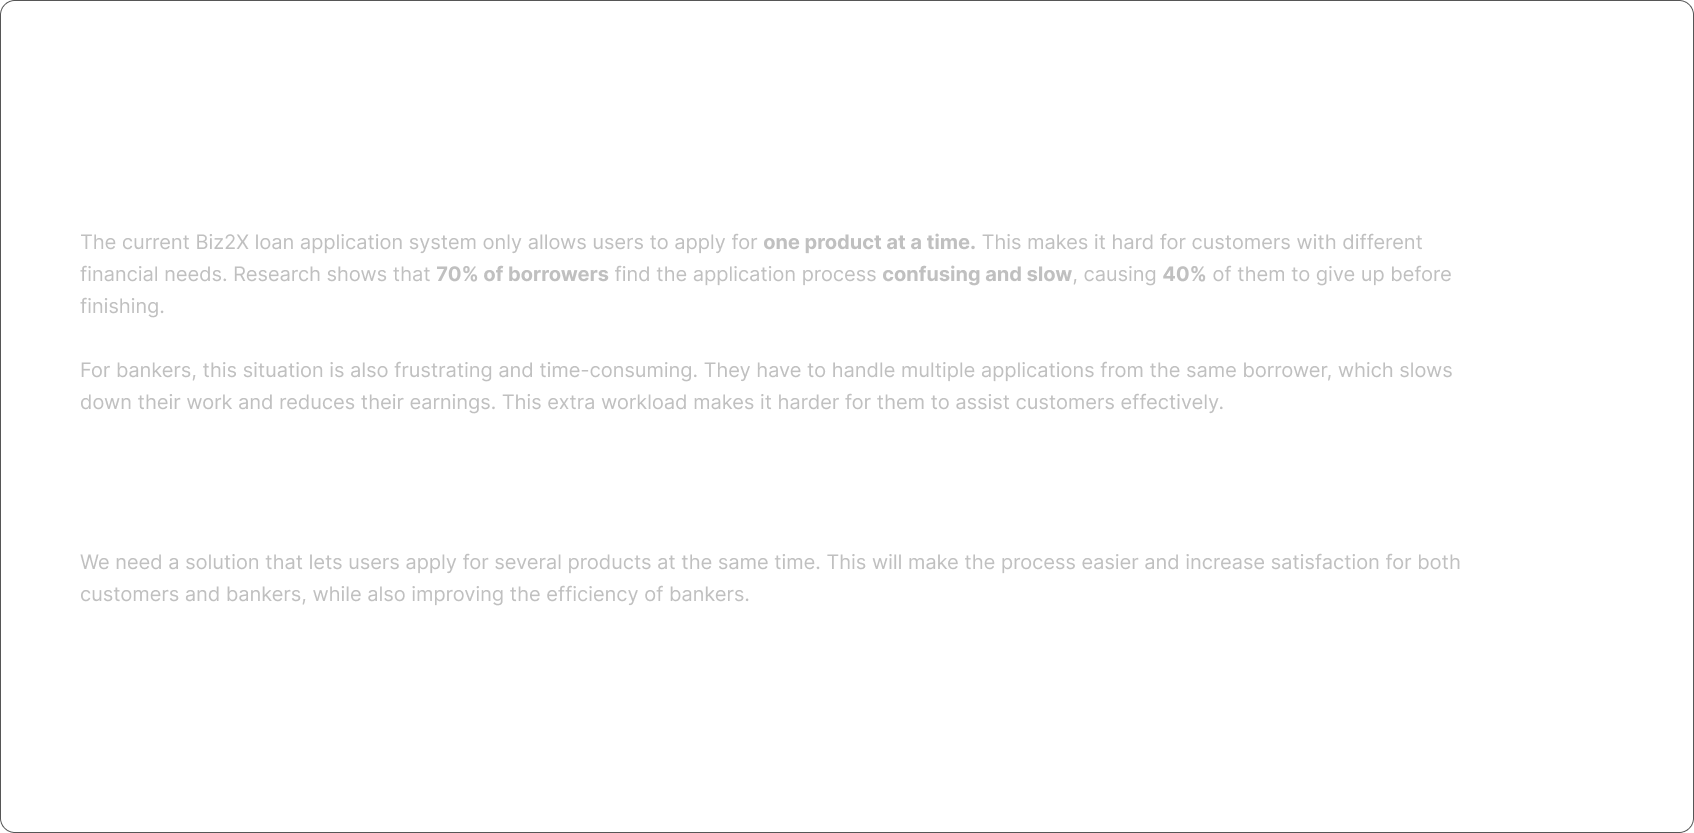 The current Biz2X loan application system only allows users to apply for one product at a time. This makes it hard for customers with different
financial needs. Research shows that 70% of borrowers find the application process confusing and slow, causing 40% of them to give up before
finishing.
For bankers, this situation is also frustrating and time-consuming. They have to handle multiple applications from the same borrower, which slows
down their work and reduces their earnings. This extra workload makes it harder for them to assist customers effectively.
We need a solution that lets users apply for several products at the same time. This will make the process easier and increase satisfaction for both
customers and bankers, while also improving the efficiency of bankers.